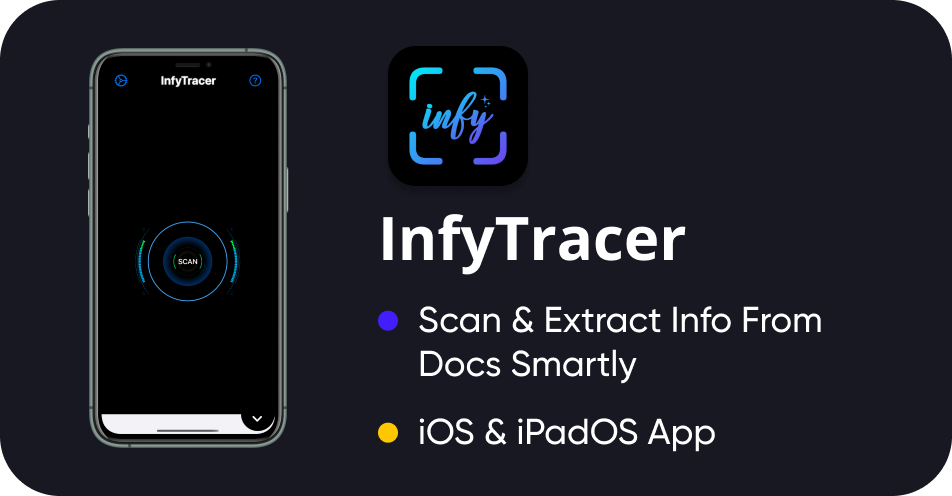 InfyTracer
?
SCAN
infy
InfyTracer
Scan & Extract Info From
Docs Smartly
iOS & iPadOS App